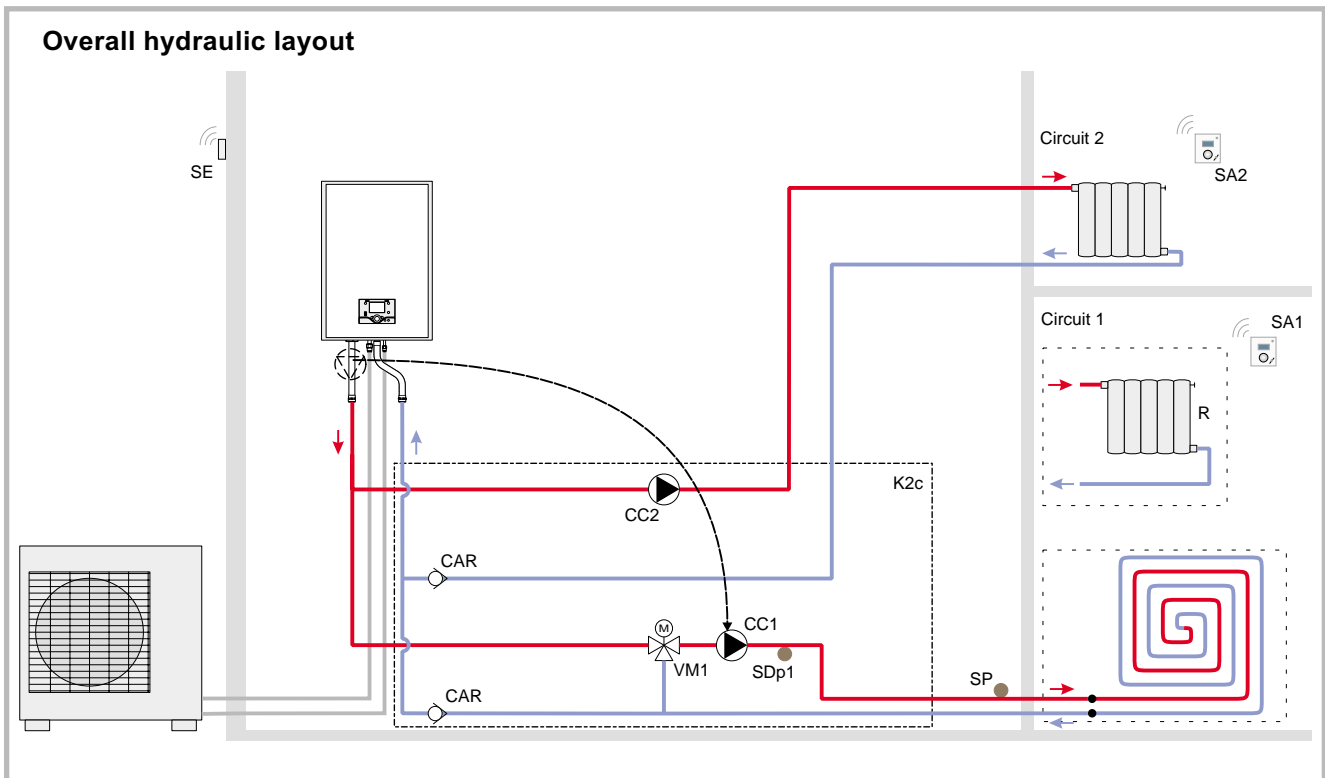 Overall hydraulic layout
SE
Circuit 2
SA2
Circuit 1
SA1
R
K2c
CC2
CAR
M
CC1
VM1
SDp1
SP
CAR